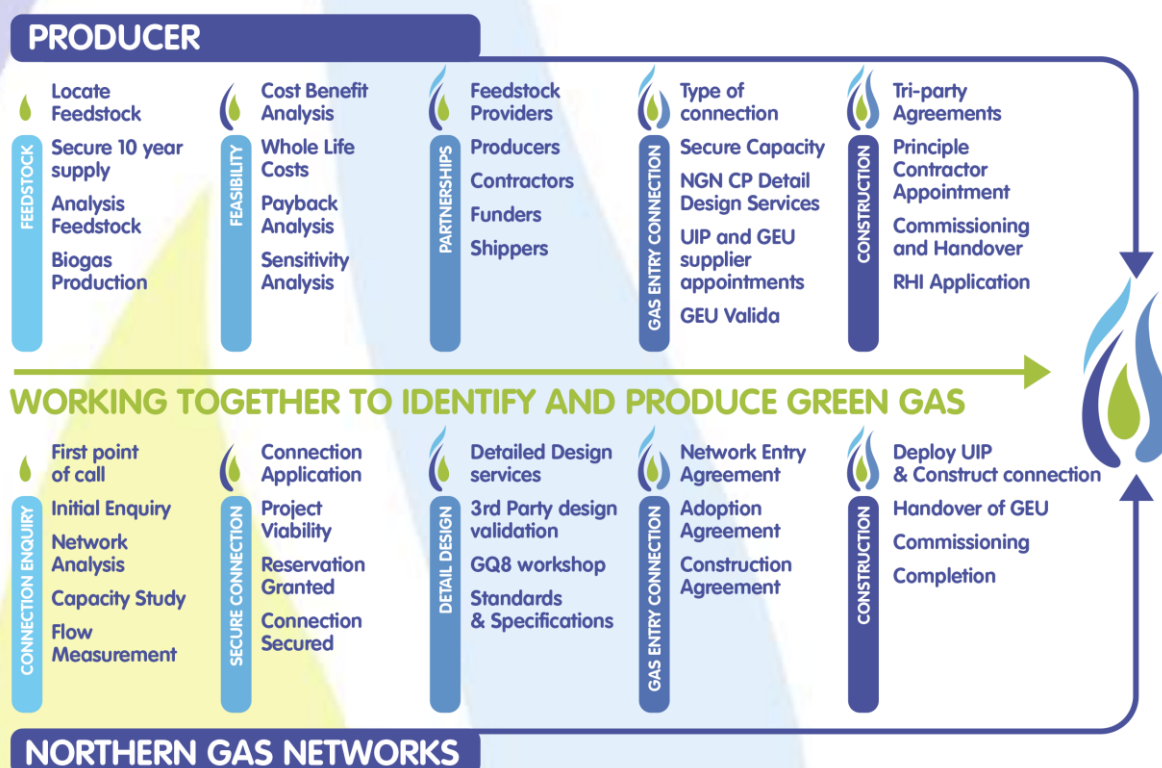 PRODUCER
FEEDSTOCK
Locate
Feedstock
Secure 10 year
supply
Analysis
Feedstock
Biogas
Production
FEASIBILITY
Cost Benefit
Analysis
Whole Life
Costs
Payback
Analysis
Sensitivity
Analysis
PARTNERSHIPS
Feedstock
Providers
Producers
Contractors
Funders
Shippers
GAS ENTRY CONNECTION
Type of
connection
Secure Capacity
NGN CP Detail
Design Services
UIP and GEU
supplier
appointments
GEU Valida
CONSTRUCTION
Tri-party
Agreements
Principle
Contractor
Appointment
Commissioning
and Handover
RHI Application
WORKING TOGETHER TO IDENTIFY AND PRODUCE GREEN GAS
CONNECTION ENQUIRY
First point
of call
Initial Enquiry
Network
Analysis
Capacity Study
Flow
Measurement
SECURE CONNECTION
Connection
Application
Project
Viability
Reservation
Granted
Connection
Secured
DETAIL DESIGN
Detailed Design
services
3rd Party design
validation
GQ8 workshop
Standards
& Specifications
GAS ENTRY CONNECTION
Network Entry
Agreement
Adoption
Agreement
Construction
Agreement
CONSTRUCTION
Deploy UIP
& Construct connection
Handover of GEU
Commissioning
Completion
NORTHERN GAS NETWORKS